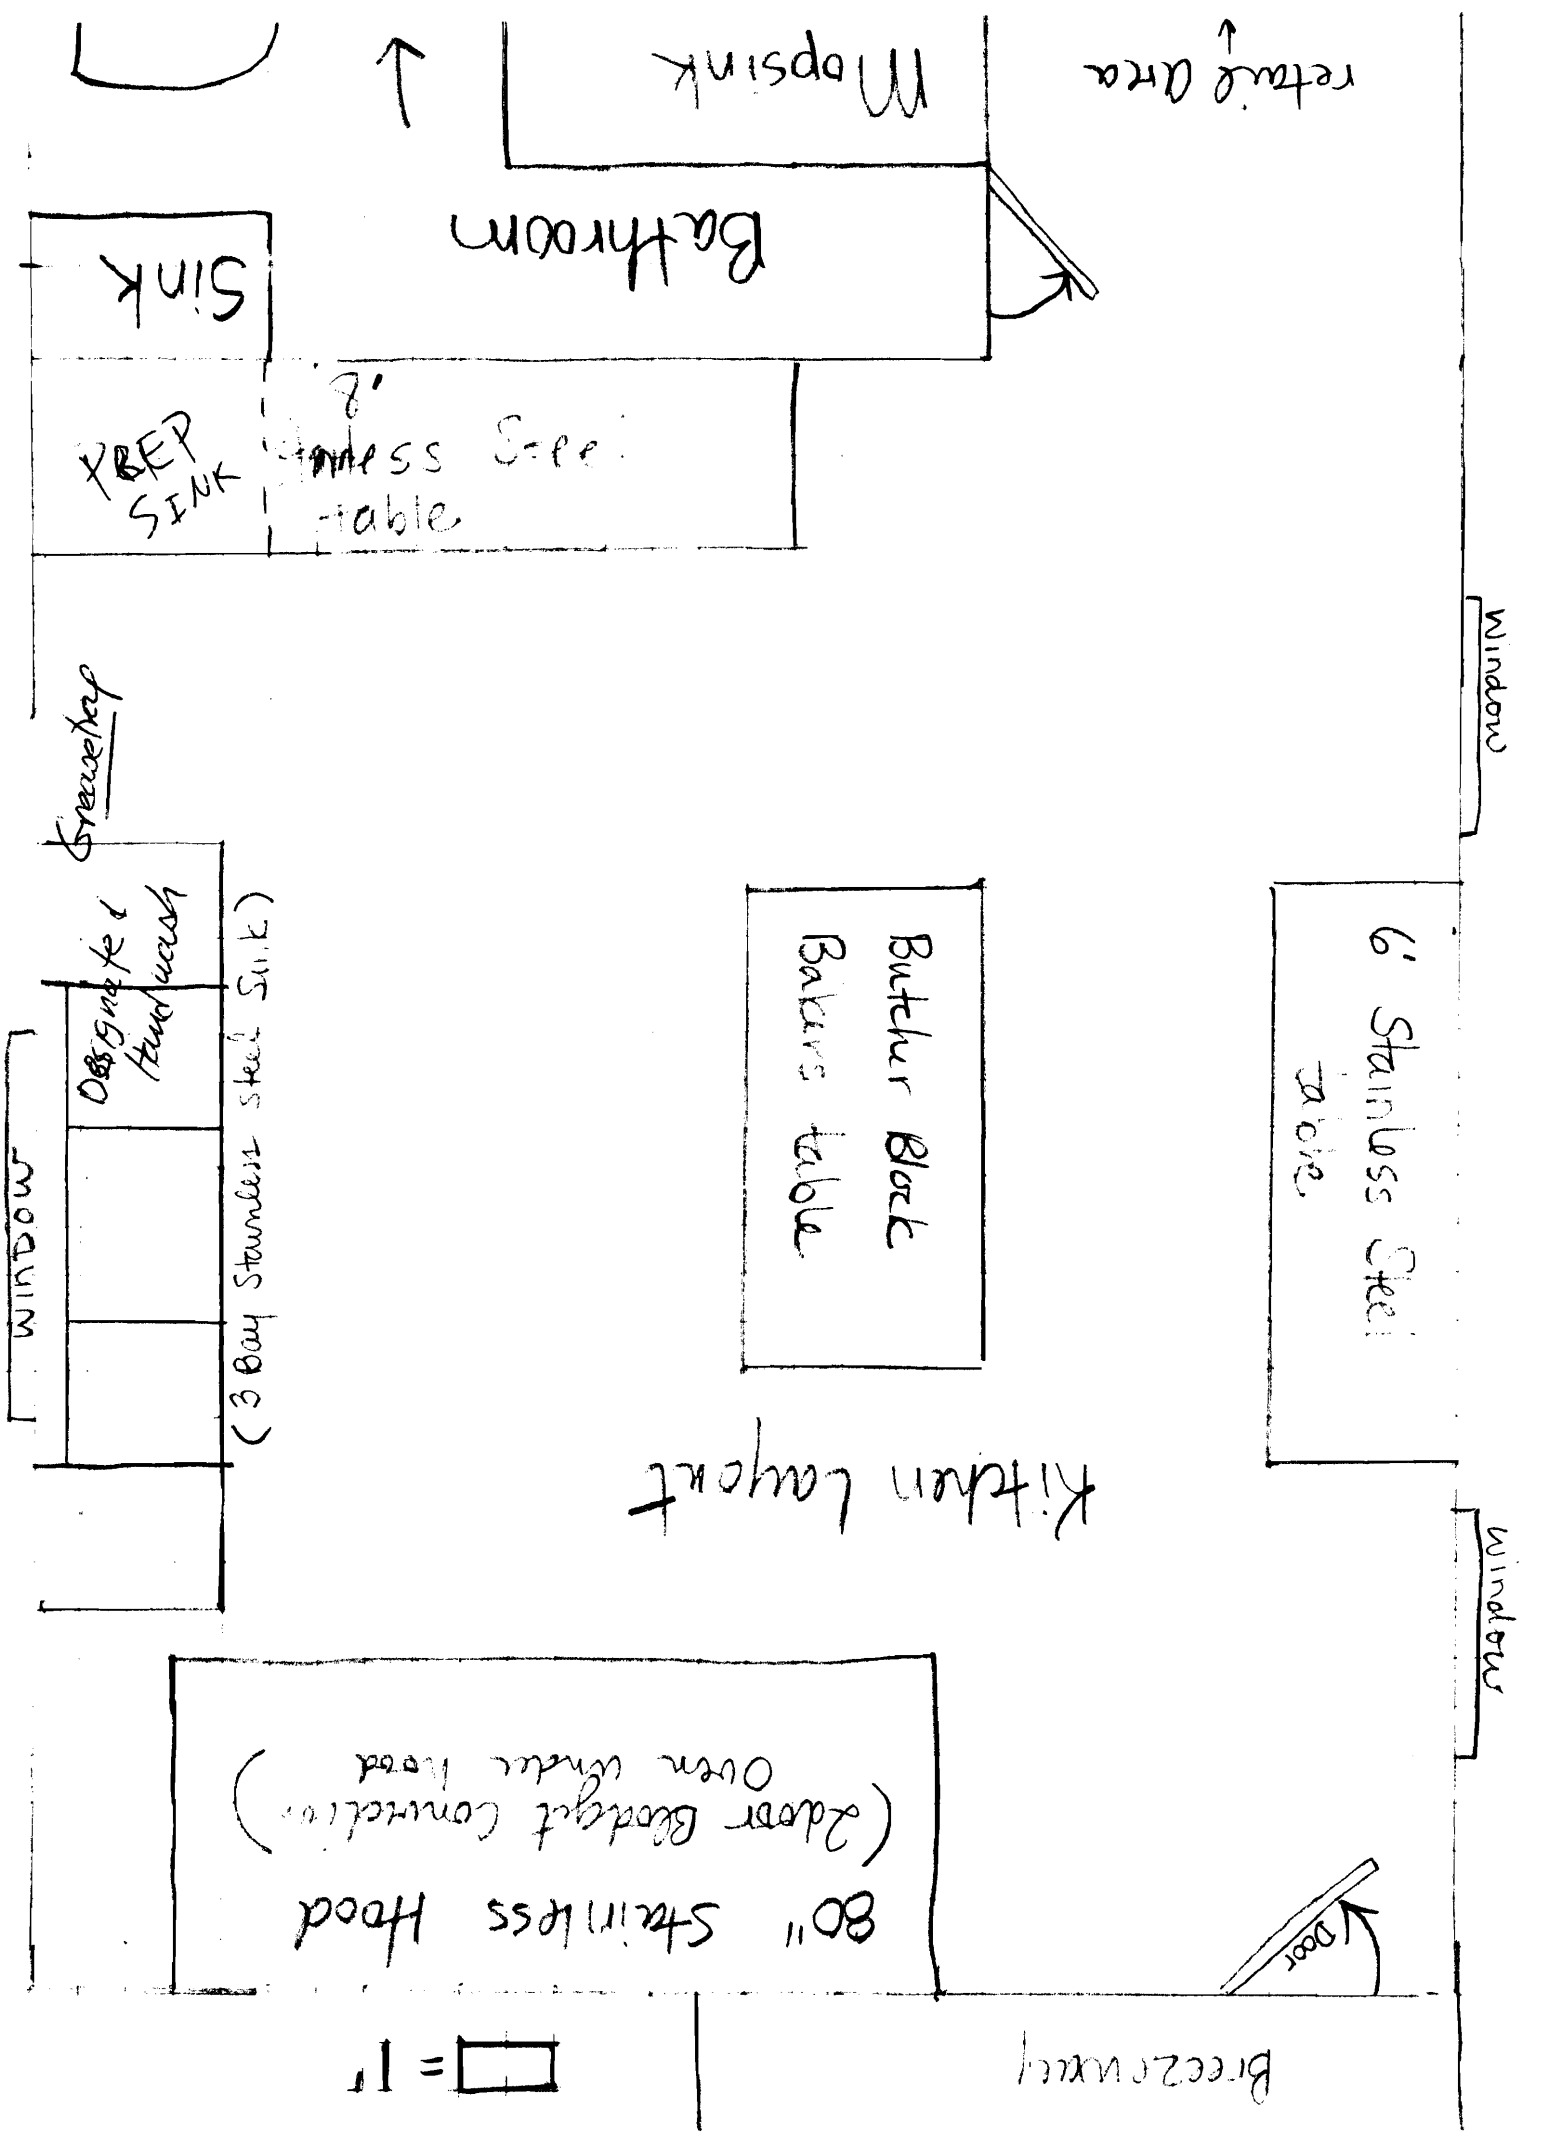 Breezeway
▭ = 1'
Door
80" Stainless Hood
(2door Blodget Convection
Oven under hood)
Window
Kitchen Layout
6' Stainless Steel
table
Butcher Block
Bakers table
(3 Bay Stainless steel Sink)
Designated
Handwash
WINDOW
Greasetrap
Window
PREP
SINK
8'
Stainless Steel
table
Sink
Bathroom
Mopsink
retail area